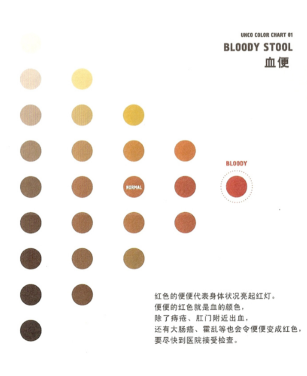 UNCO COLOR CHART 01
BLOODY STOOL
血便
BLOODY
NORMAL
红色的便便代表身体状况亮起红灯。
便便的红色就是血的颜色，
除了痔疮、肛门附近出血，
还有大肠癌、霍乱等也会令便便变成红色，
要尽快到医院接受检查。